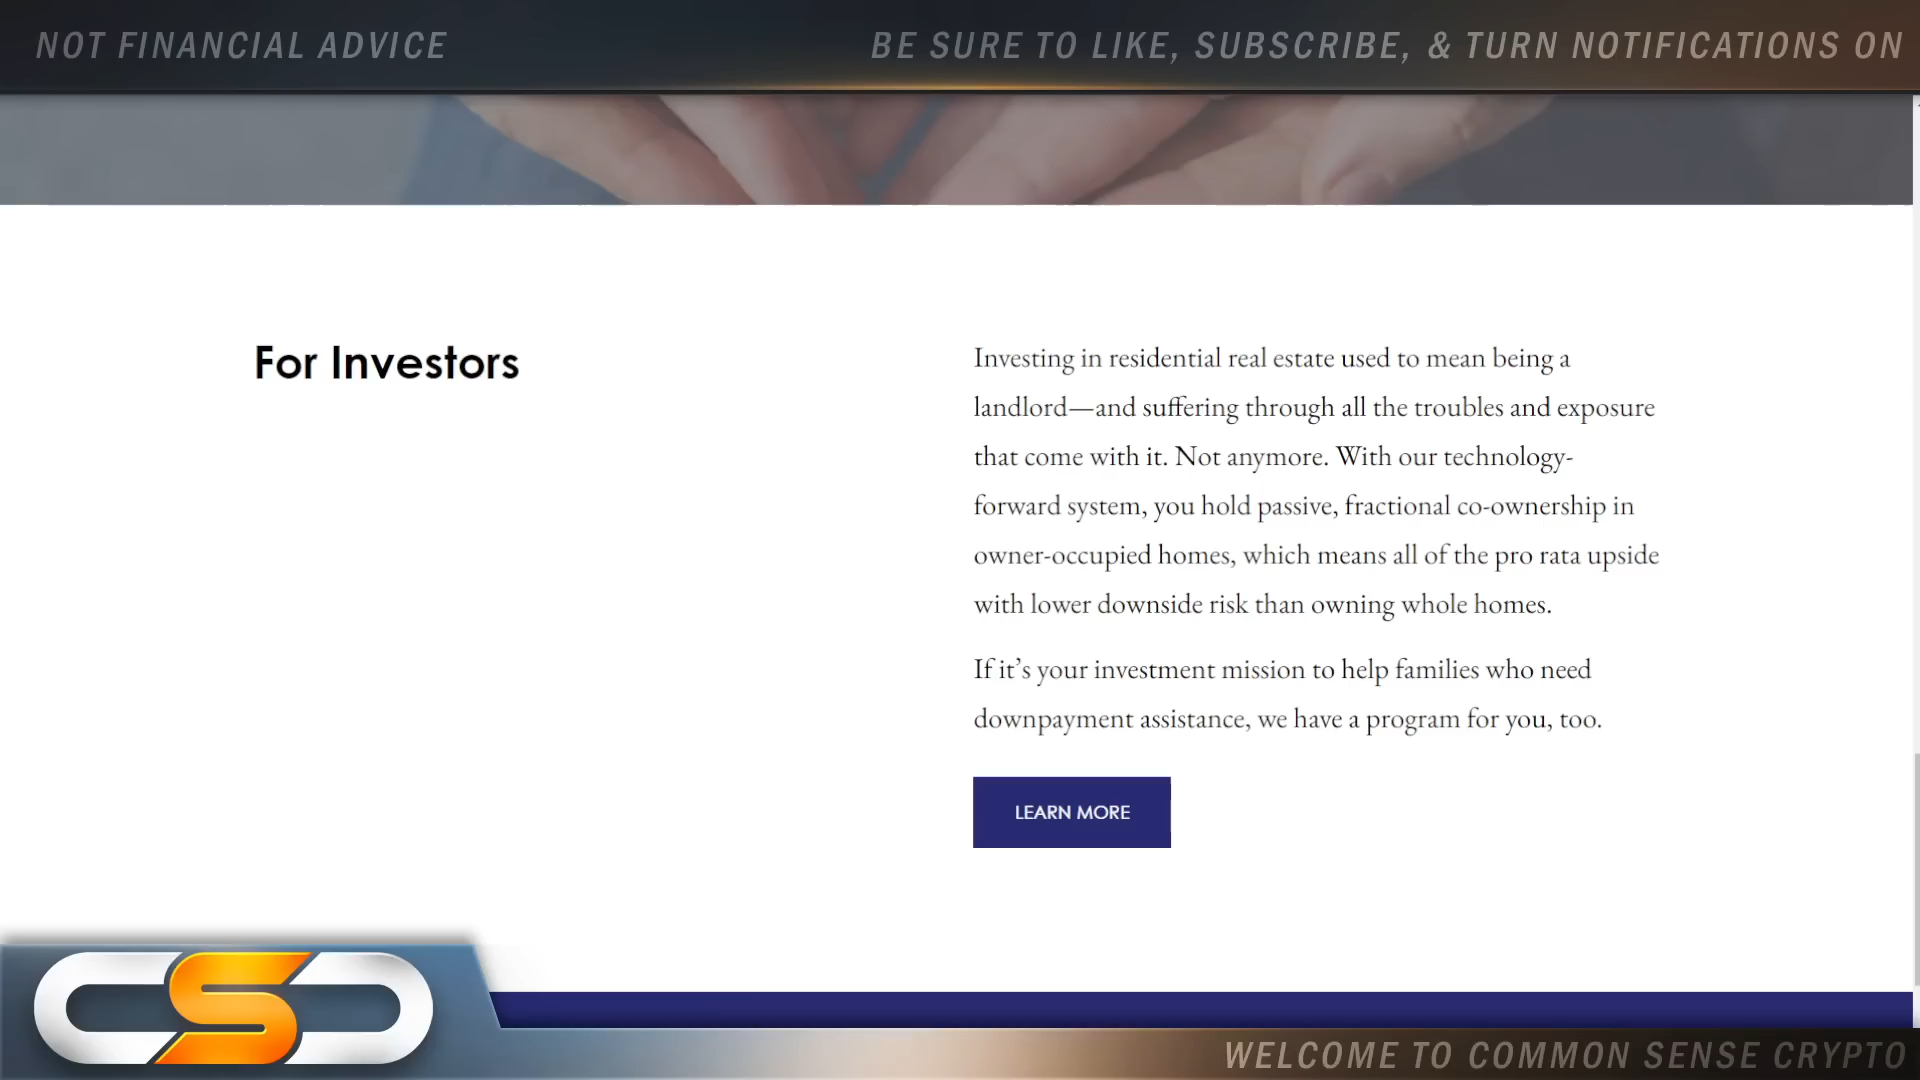 NOT FINANCIAL ADVICE
BE SURE TO LIKE, SUBSCRIBE, & TURN NOTIFICATIONS ON
For Investors
Investing in residential real estate used to mean being a
landlord—and suffering through all the troubles and exposure
that come with it. Not anymore. With our technology-
forward system, you hold passive, fractional co-ownership in
owner-occupied homes, which means all of the pro rata upside
with lower downside risk than owning whole homes.
If it’s your investment mission to help families who need
downpayment assistance, we have a program for you, too.
LEARN MORE
CSC
WELCOME TO COMMON SENSE CRYPTO